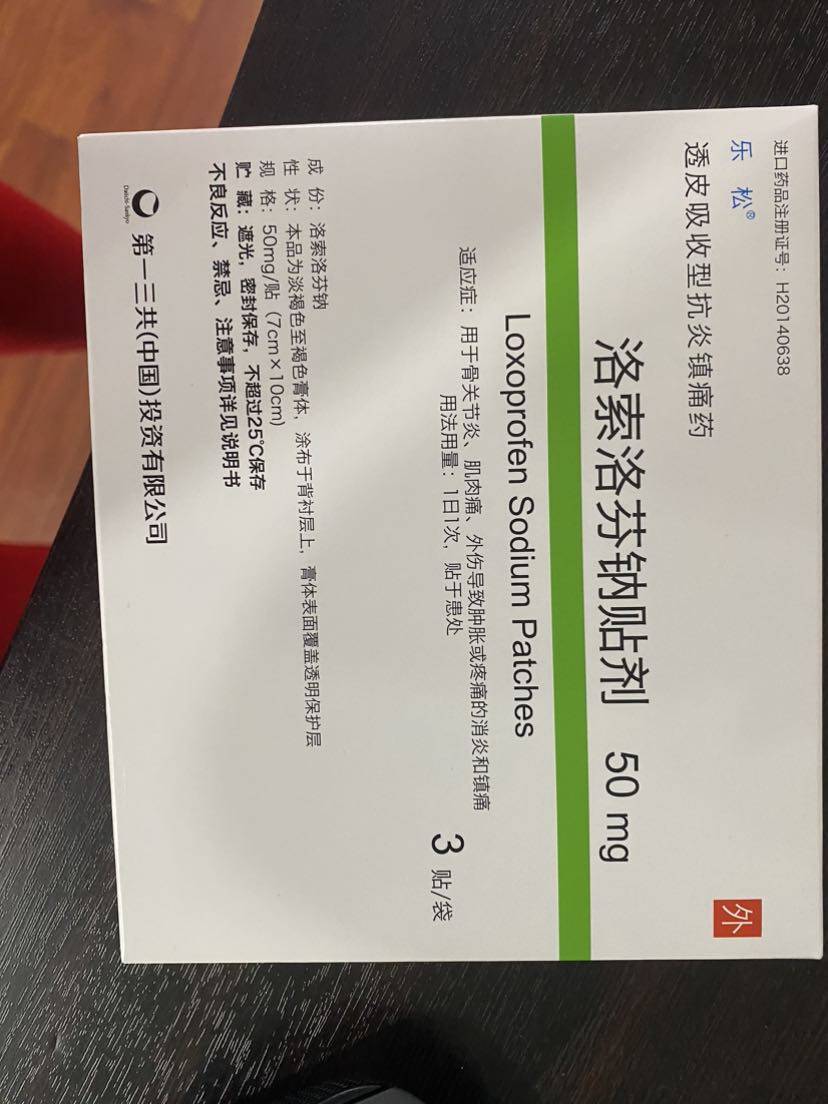 进口药品注册证号：H20140638
乐松®
透皮吸收型抗炎镇痛药
外
洛索洛芬钠贴剂 50 mg
Loxoprofen Sodium Patches
适应症：用于骨关节炎、肌肉痛、外伤导致肿胀或疼痛的消炎和镇痛
用法用量：1日1次，贴于患处
3 贴/袋
成份：洛索洛芬钠
性状：本品为淡褐色至褐色膏体，涂布于背衬层上，膏体表面覆盖透明保护层
规格：50mg/贴（7cm×10cm）
贮藏：遮光，密封保存，不超过25℃保存
不良反应、禁忌、注意事项详见说明书
Daiichi-Sankyo
第一三共(中国)投资有限公司